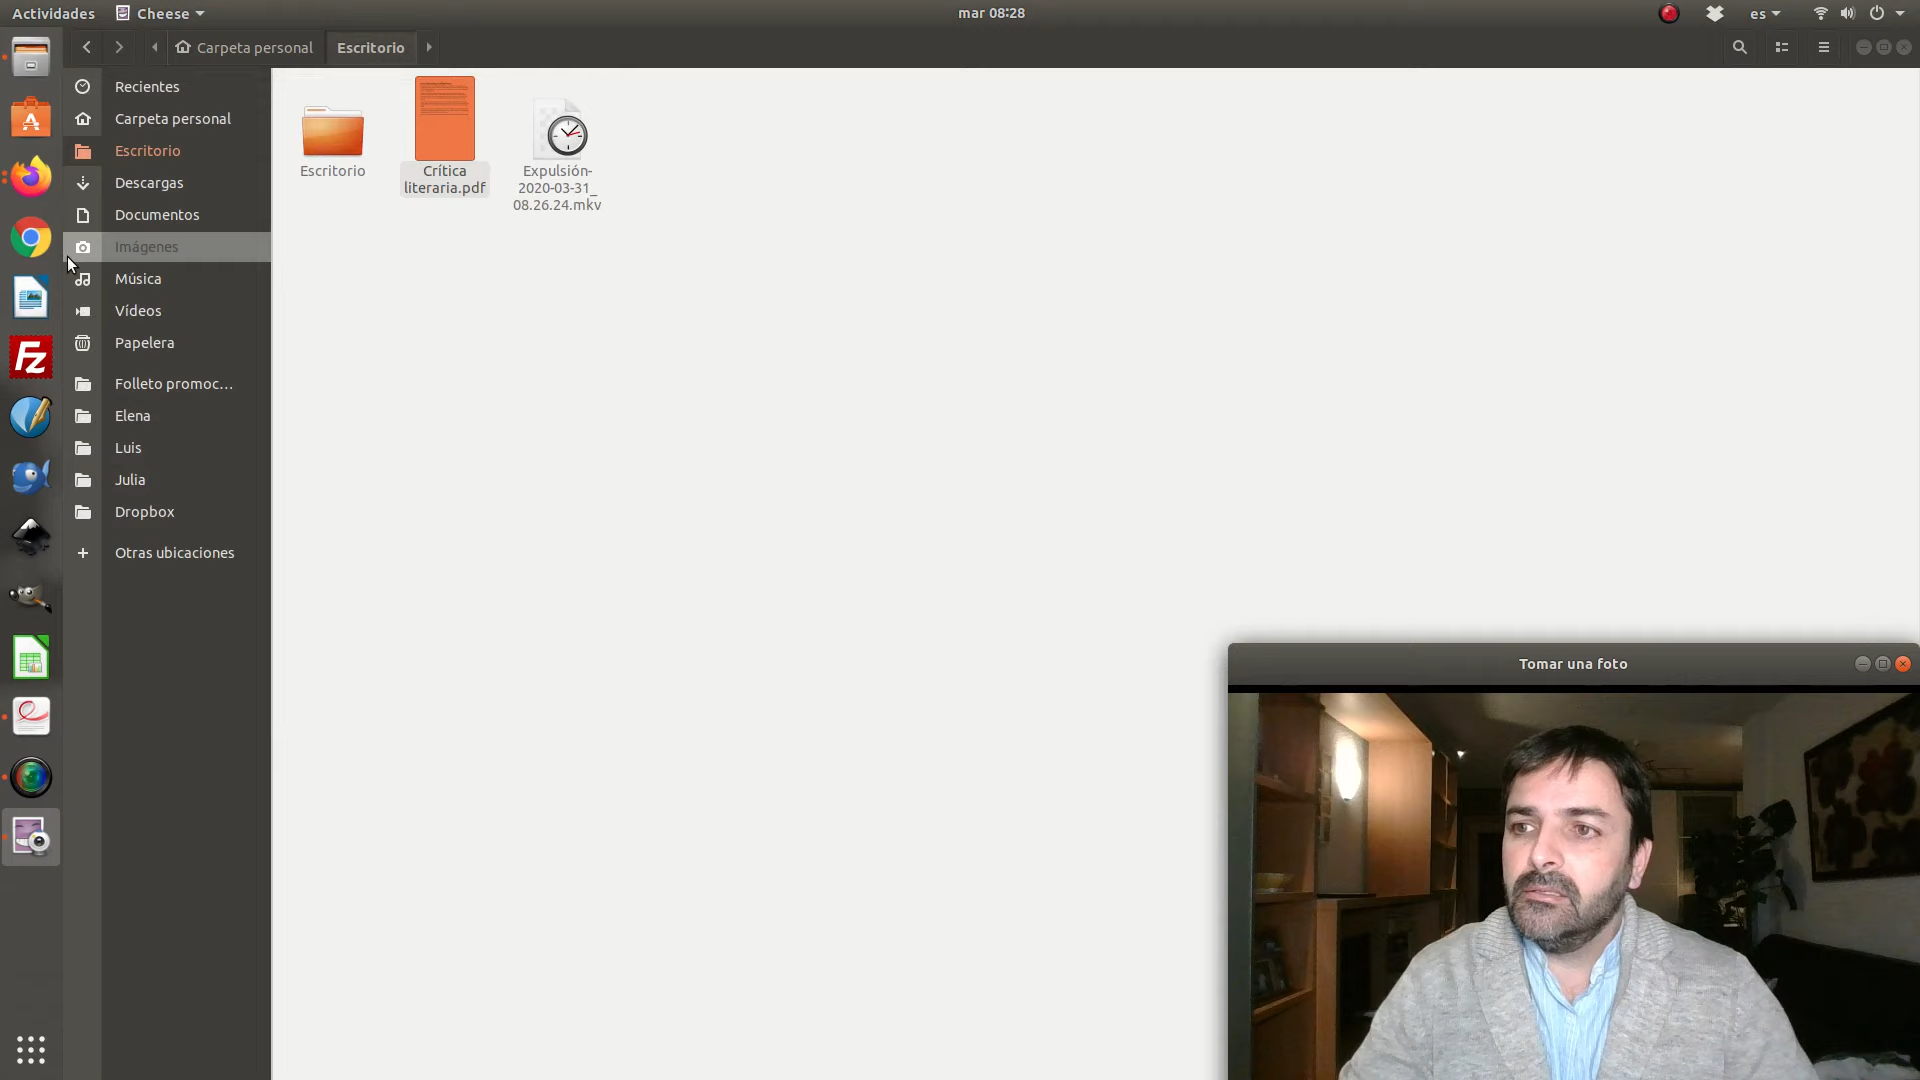 Actividades
Cheese
mar 08:28
es
Carpeta personal
Escritorio
Recientes
Carpeta personal
Escritorio
Descargas
Documentos
Imágenes
Música
Vídeos
Papelera
Folleto promoc...
Elena
Luis
Julia
Dropbox
Otras ubicaciones
Escritorio
Crítica
literaria.pdf
Expulsión-
2020-03-31_
08.26.24.mkv
Tomar una foto